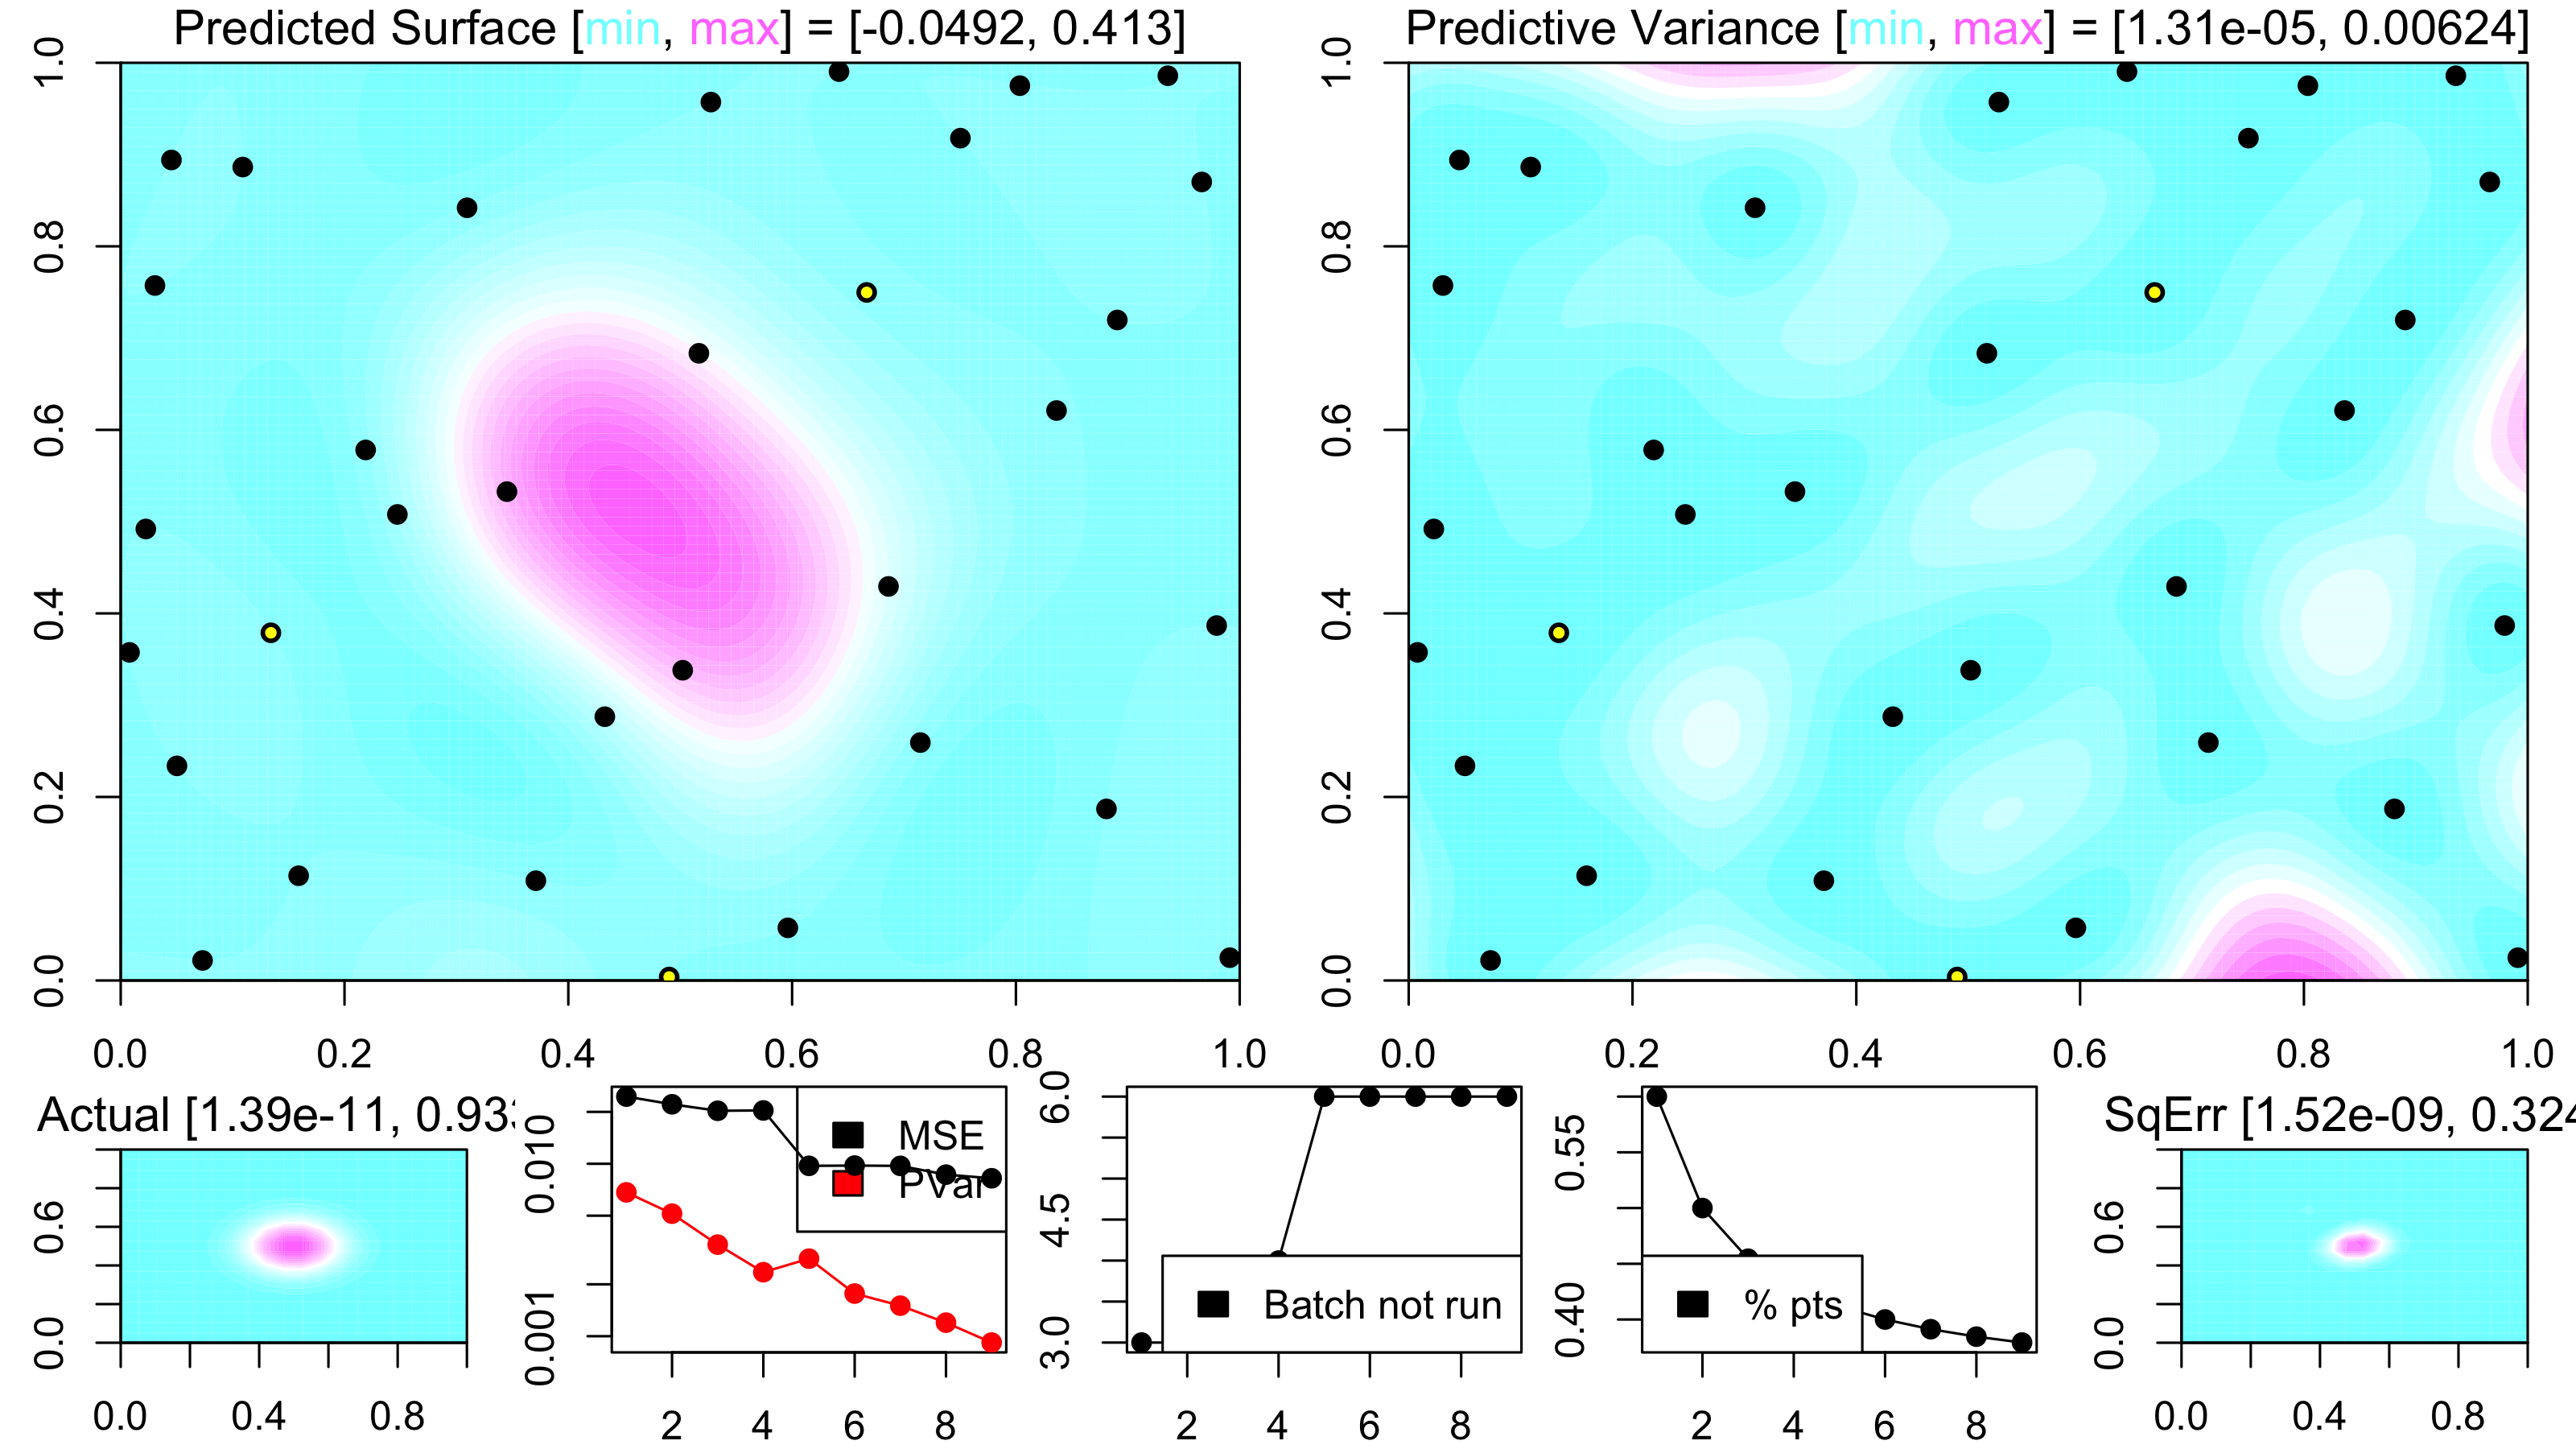 Predicted Surface [min, max] = [-0.0492, 0.413]
Predictive Variance [min, max] = [1.31e-05, 0.00624]
1.0
0.8
0.6
0.4
0.2
0.0
0.0 0.2 0.4 0.6 0.8 1.0
1.0
0.8
0.6
0.4
0.2
0.0
0.0 0.2 0.4 0.6 0.8 1.0
Actual [1.39e-11, 0.933
0.6
0.0
0.0 0.4 0.8
MSE
PVar
0.010
0.001
2 4 6 8
Batch not run
6.0
4.5
3.0
2 4 6 8
% pts
0.55
0.40
2 4 6 8
SqErr [1.52e-09, 0.324
0.6
0.0
0.0 0.4 0.8